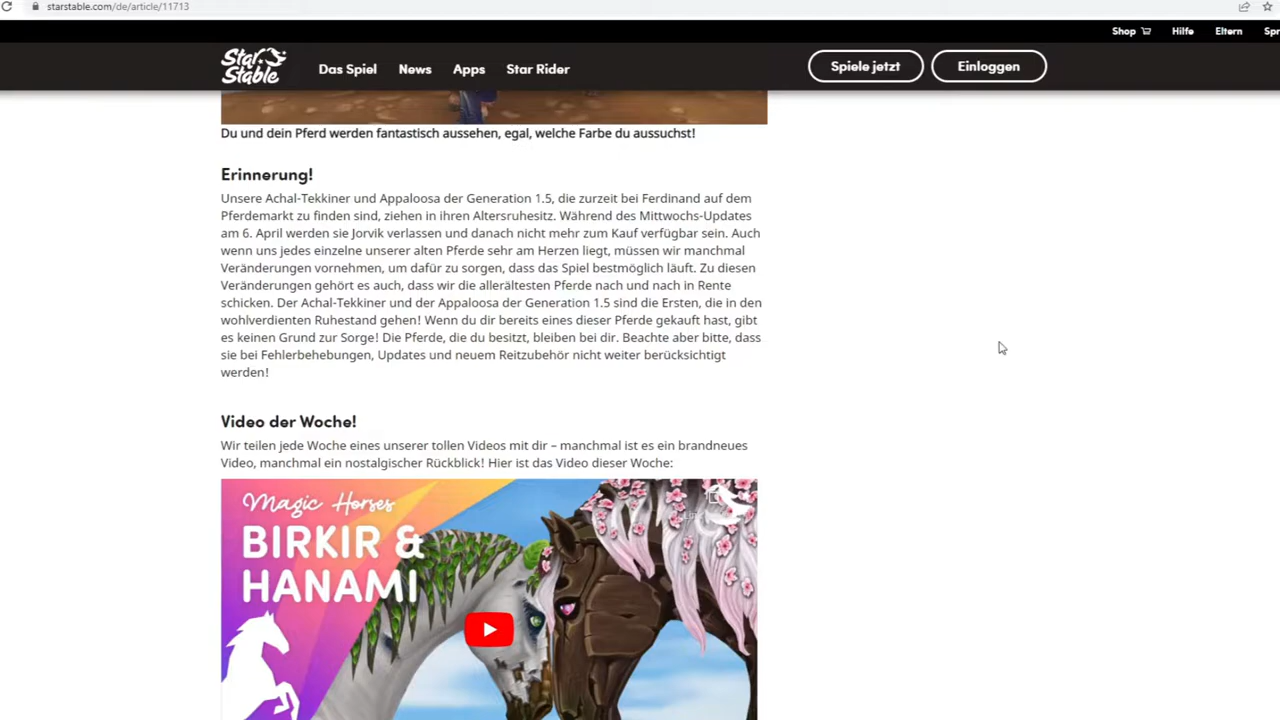 starstable.com/de/article/11713
Shop Hilfe Eltern
Star Stable
Das Spiel News Apps Star Rider Spiele jetzt Einloggen
Du und dein Pferd werden fantastisch aussehen, egal, welche Farbe du aussuchst!
Erinnerung!
Unsere Achal-Tekkiner und Appaloosa der Generation 1.5, die zurzeit bei Ferdinand auf dem
Pferdemarkt zu finden sind, ziehen in ihren Altersruhesitz. Während des Mittwochs-Updates
am 6. April werden sie Jorvik verlassen und danach nicht mehr zum Kauf verfügbar sein. Auch
wenn uns jedes einzelne unserer alten Pferde sehr am Herzen liegt, müssen wir manchmal
Veränderungen vornehmen, um dafür zu sorgen, dass das Spiel bestmöglich läuft. Zu diesen
Veränderungen gehört es auch, dass wir die allerältesten Pferde nach und nach in Rente
schicken. Der Achal-Tekkiner und der Appaloosa der Generation 1.5 sind die Ersten, die in den
wohlverdienten Ruhestand gehen! Wenn du dir bereits eines dieser Pferde gekauft hast, gibt
es keinen Grund zur Sorge! Die Pferde, die du besitzt, bleiben bei dir. Beachte aber bitte, dass
sie bei Fehlerbehebungen, Updates und neuem Reitzubehör nicht weiter berücksichtigt
werden!
Video der Woche!
Wir teilen jede Woche eines unserer tollen Videos mit dir – manchmal ist es ein brandneues
Video, manchmal ein nostalgischer Rückblick! Hier ist das Video dieser Woche:
Magic Horses
BIRKIR &
HANAMI